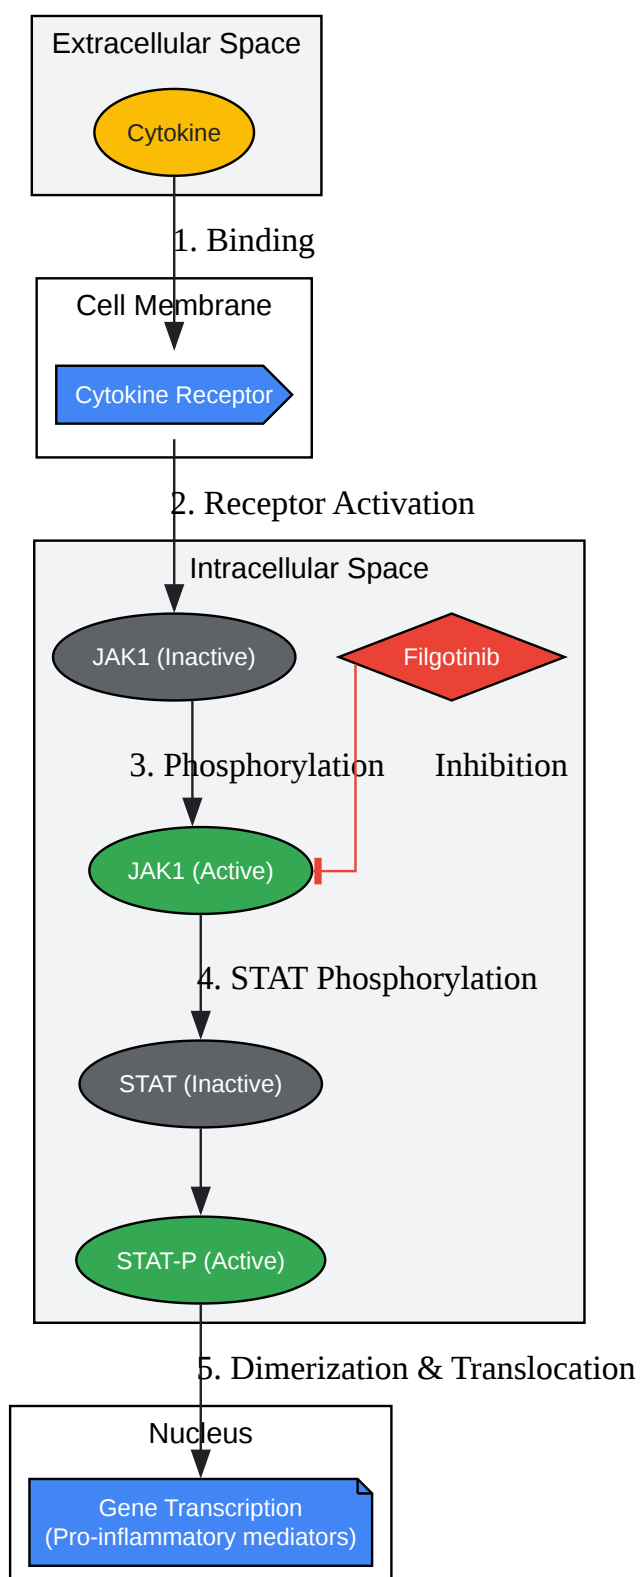 Extracellular Space
Cytokine
1. Binding
Cell Membrane
Cytokine Receptor
2. Receptor Activation
Intracellular Space
JAK1 (Inactive)
Filgotinib
3. Phosphorylation
Inhibition
JAK1 (Active)
4. STAT Phosphorylation
STAT (Inactive)
STAT-P (Active)
5. Dimerization & Translocation
Nucleus
Gene Transcription
(Pro-inflammatory mediators)